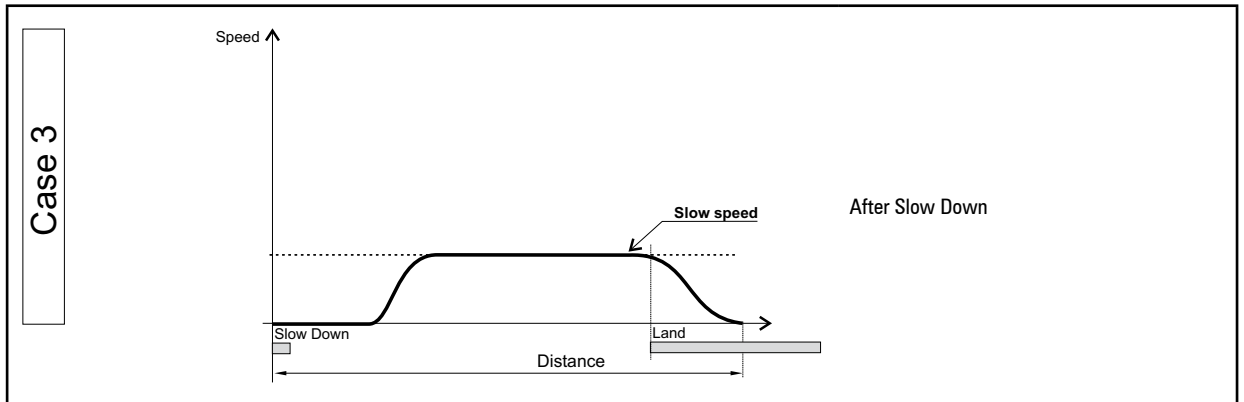 Case 3
Speed
Slow speed
After Slow Down
Slow Down
Land
Distance